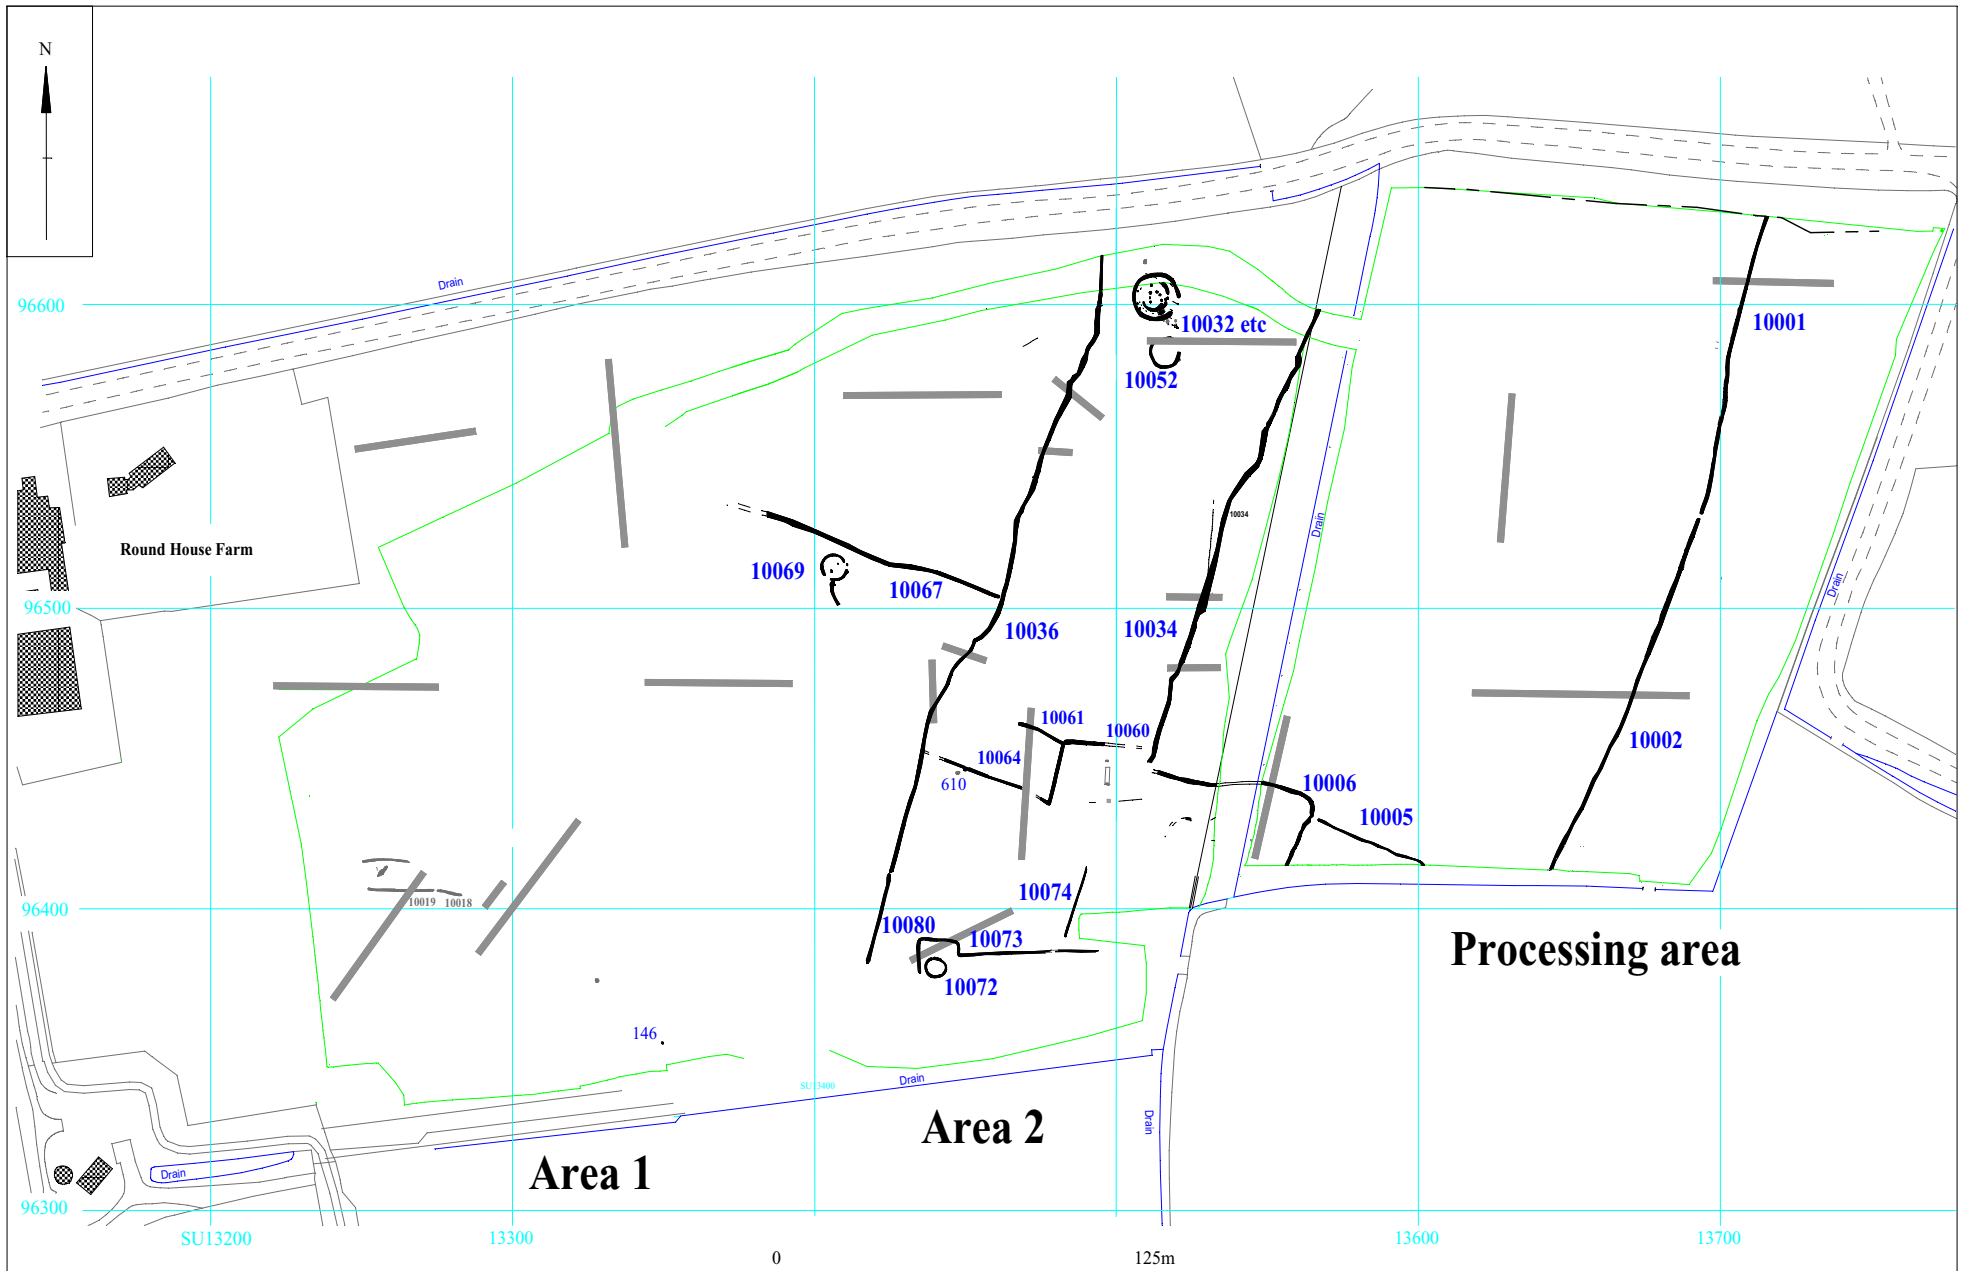 N
Drain
96600
10032 etc
10001
10052
10034
Drain
Round House Farm
10069
10067
Drain
96500
10036
10034
10061
10060
10002
10064
610
10006
10005
10019
10018
10074
96400
10080
10073
Processing area
10072
146
Drain
SU13400
Drain
Area 2
Drain
Area 1
96300
SU13200
13300
13600
13700
0
125m